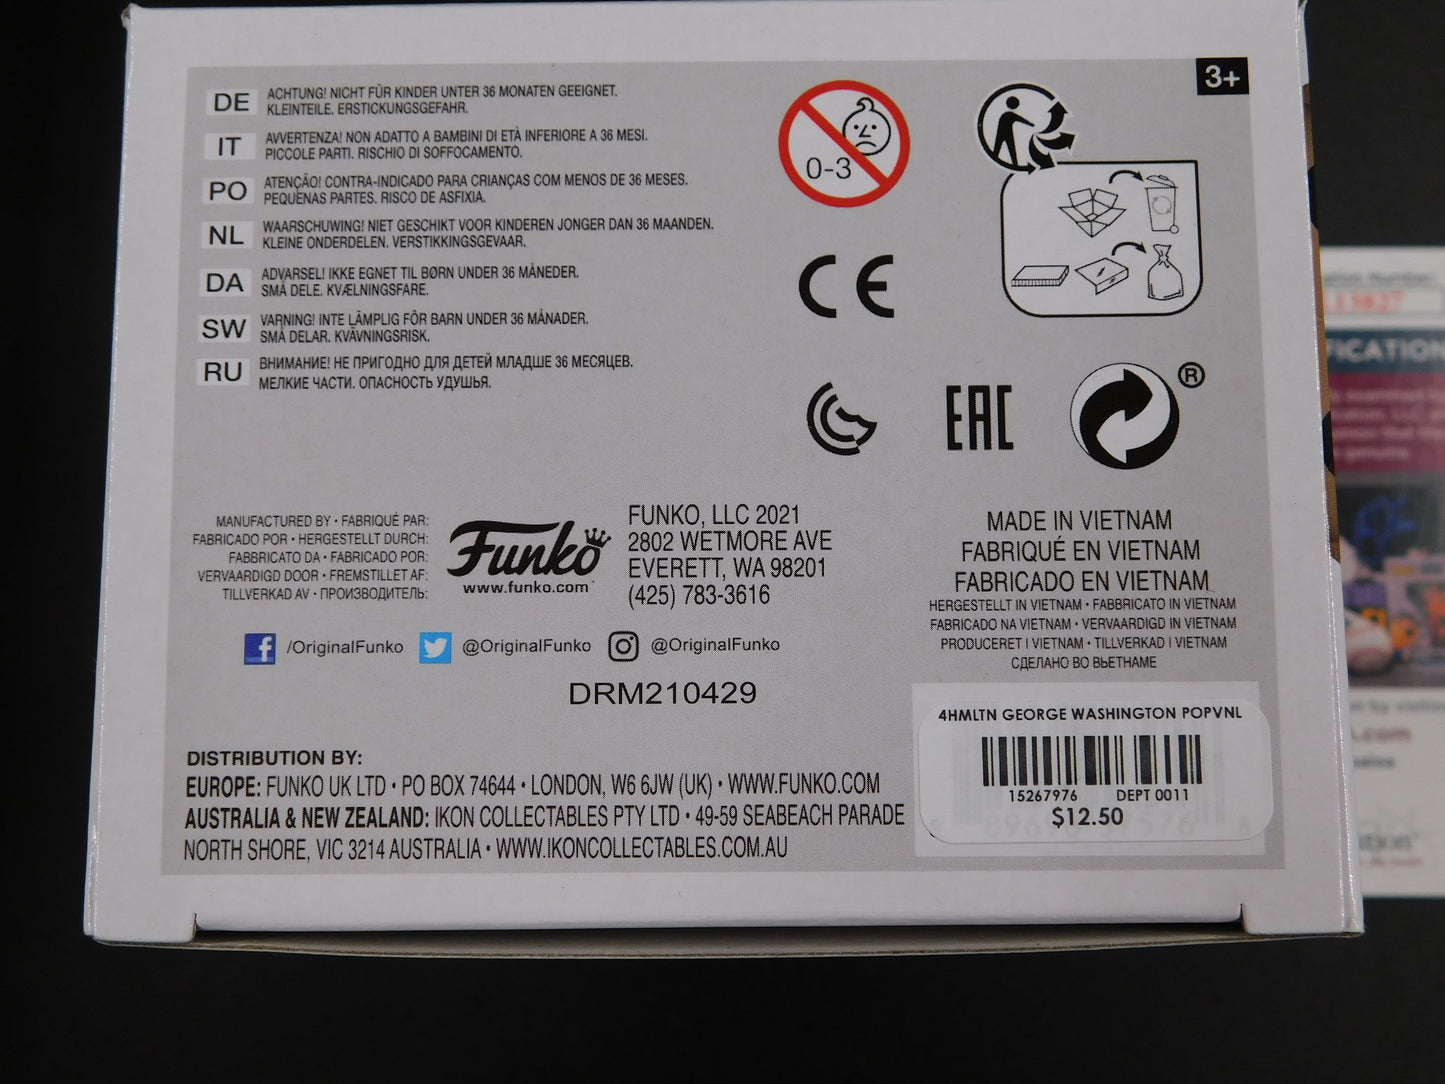 3+
DE ACHTUNG! NICHT FÜR KINDER UNTER 36 MONATEN GEEIGNET.
KLEINTEILE. ERSTICKUNGSGEFAHR.
IT AVVERTENZA! NON ADATTO A BAMBINI DI ETÀ INFERIORE A 36 MESI.
PICCOLE PARTI. RISCHIO DI SOFFOCAMENTO.
PO ATENÇÃO! CONTRA-INDICADO PARA CRIANÇAS COM MENOS DE 36 MESES.
PEQUENAS PARTES. RISCO DE ASFIXIA.
NL WAARSCHUWING! NIET GESCHIKT VOOR KINDEREN JONGER DAN 36 MAANDEN.
KLEINE ONDERDELEN. VERSTIKKINGSGEVAAR.
DA ADVARSEL! IKKE EGNET TIL BØRN UNDER 36 MÅNEDER.
SMÅ DELE. KVÆLNINGSFARE.
SW VARNING! INTE LÄMPLIG FÖR BARN UNDER 36 MÅNADER.
SMÅ DELAR. KVÄVNINGSRISK.
RU ВНИМАНИЕ! НЕ ПРИГОДНО ДЛЯ ДЕТЕЙ МЛАДШЕ 36 МЕСЯЦЕВ.
МЕЛКИЕ ЧАСТИ. ОПАСНОСТЬ УДУШЬЯ.
0-3
CE
EAC
®
MANUFACTURED BY • FABRIQUÉ PAR:
FABRICADO POR • HERGESTELLT DURCH:
FABBRICATO DA • FABRICADO POR:
VERVAARDIGD DOOR • FREMSTILLET AF:
TILLVERKAD AV • ПРОИЗВОДИТЕЛЬ:
Funko
www.funko.com
FUNKO, LLC 2021
2802 WETMORE AVE
EVERETT, WA 98201
(425) 783-3616
MADE IN VIETNAM
FABRIQUÉ EN VIETNAM
FABRICADO EN VIETNAM
HERGESTELLT IN VIETNAM • FABBRICATO IN VIETNAM
FABRICADO NA VIETNAM • VERVAARDIGD IN VIETNAM
PRODUCERET I VIETNAM • TILLVERKAD I VIETNAM
СДЕЛАНО ВО ВЬЕТНАМЕ
/OriginalFunko @OriginalFunko @OriginalFunko
DRM210429
DISTRIBUTION BY:
EUROPE: FUNKO UK LTD • PO BOX 74644 • LONDON, W6 6JW (UK) • WWW.FUNKO.COM
AUSTRALIA & NEW ZEALAND: IKON COLLECTABLES PTY LTD • 49-59 SEABEACH PARADE
NORTH SHORE, VIC 3214 AUSTRALIA • WWW.IKONCOLLECTABLES.COM.AU
4HMLTN GEORGE WASHINGTON POPVNL
15267976 DEPT 0011
$12.50